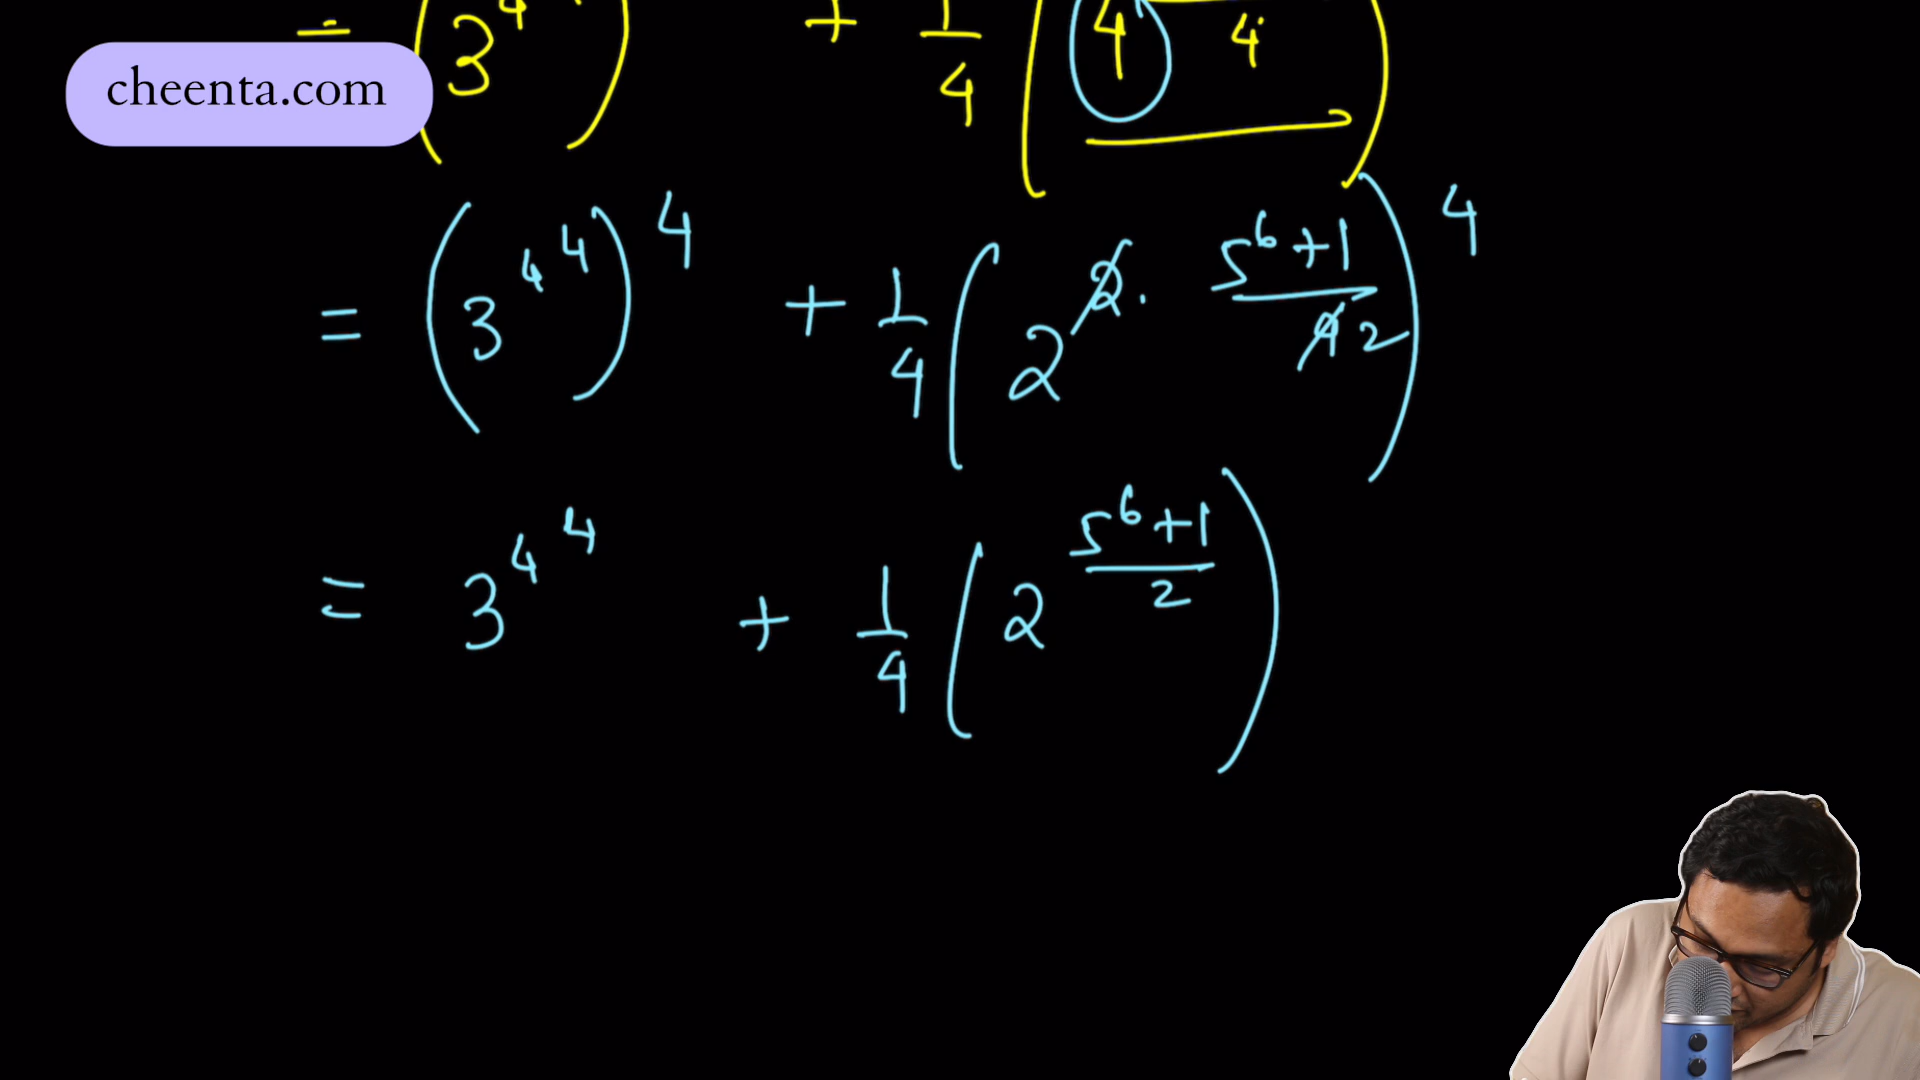 = (3^4 + 1/4 (4 4)
cheenta.com
= (3^{4^4})^4 + 1/4 (2^{2 · (5^6 + 1)/4 2})^4
= 3^{4^4} + 1/4 (2^{(5^6 + 1)/2})